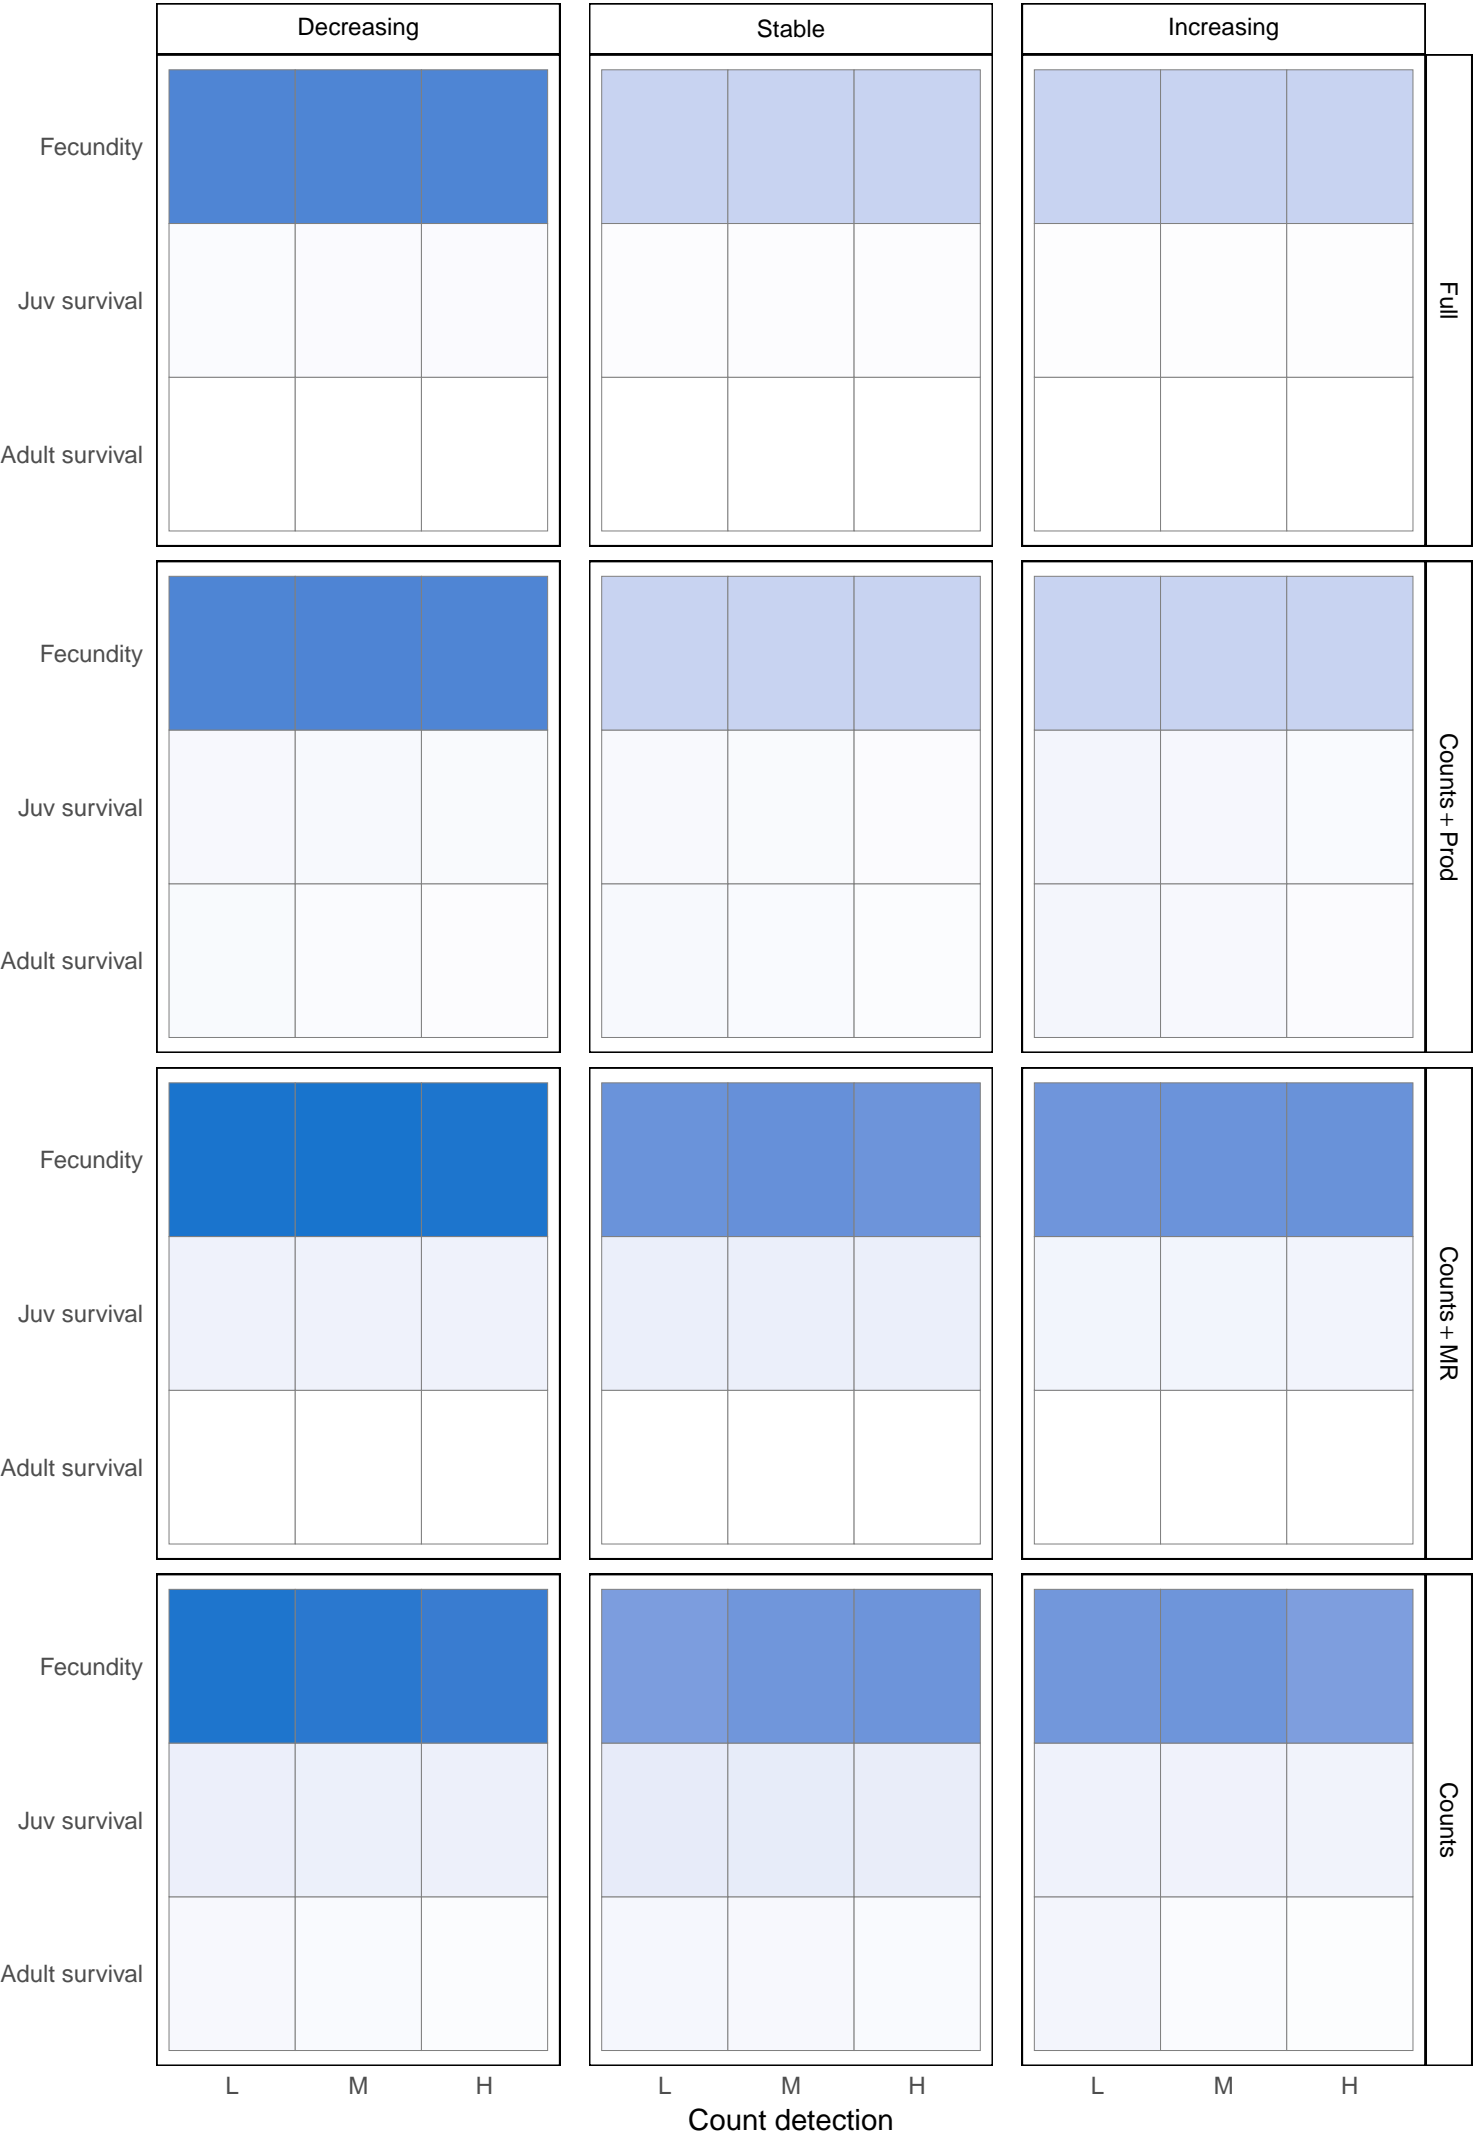 Decreasing
Stable
Increasing
Fecundity
Juv survival
Adult survival
Full
Fecundity
Juv survival
Adult survival
Counts + Prod
Fecundity
Juv survival
Adult survival
Counts + MR
Fecundity
Juv survival
Adult survival
Counts
L M H L M H L M H
Count detection